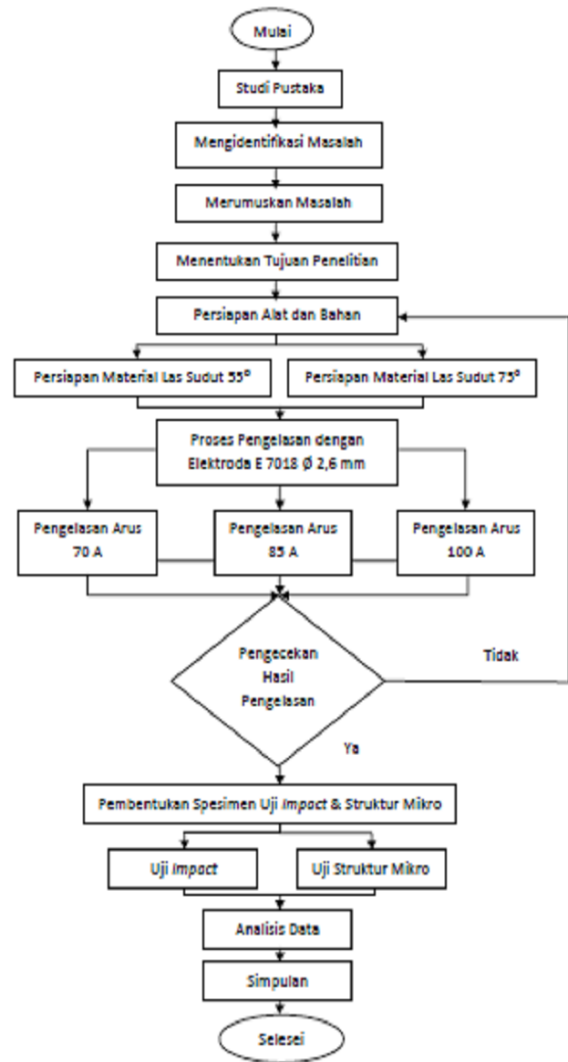 Mulai
Studi Pustaka
Mengidentifikasi Masalah
Merumuskan Masalah
Menentukan Tujuan Penelitian
Persiapan Alat dan Bahan
Persiapan Material Las Sudut 55⁰
Persiapan Material Las Sudut 75⁰
Proses Pengelasan dengan
Elektroda E 7018 Ø 2,6 mm
Pengelasan Arus
70 A
Pengelasan Arus
85 A
Pengelasan Arus
100 A
Pengecekan
Hasil
Pengelasan
Tidak
Ya
Pembentukan Spesimen Uji Impact & Struktur Mikro
Uji Impact
Uji Struktur Mikro
Analisis Data
Simpulan
Selesei